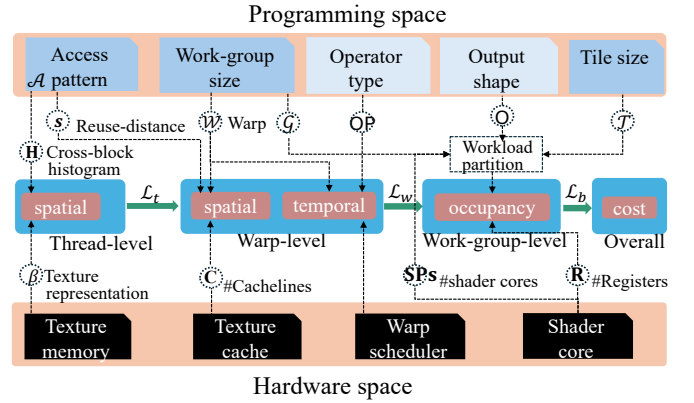 Programming space
Access
𝒜 pattern
Work-group
size
Operator
type
Output
shape
Tile size
s
Reuse-distance
𝒲 Warp
𝒢
OP
O
𝒯
H Cross-block
histogram
Workload
partition
spatial
ℒt
spatial
temporal
ℒw
occupancy
ℒb
cost
Thread-level
Warp-level
Work-group-level
Overall
β Texture
representation
C
#Cachelines
SPs
#shader cores
R
#Registers
Texture
memory
Texture
cache
Warp
scheduler
Shader
core
Hardware space